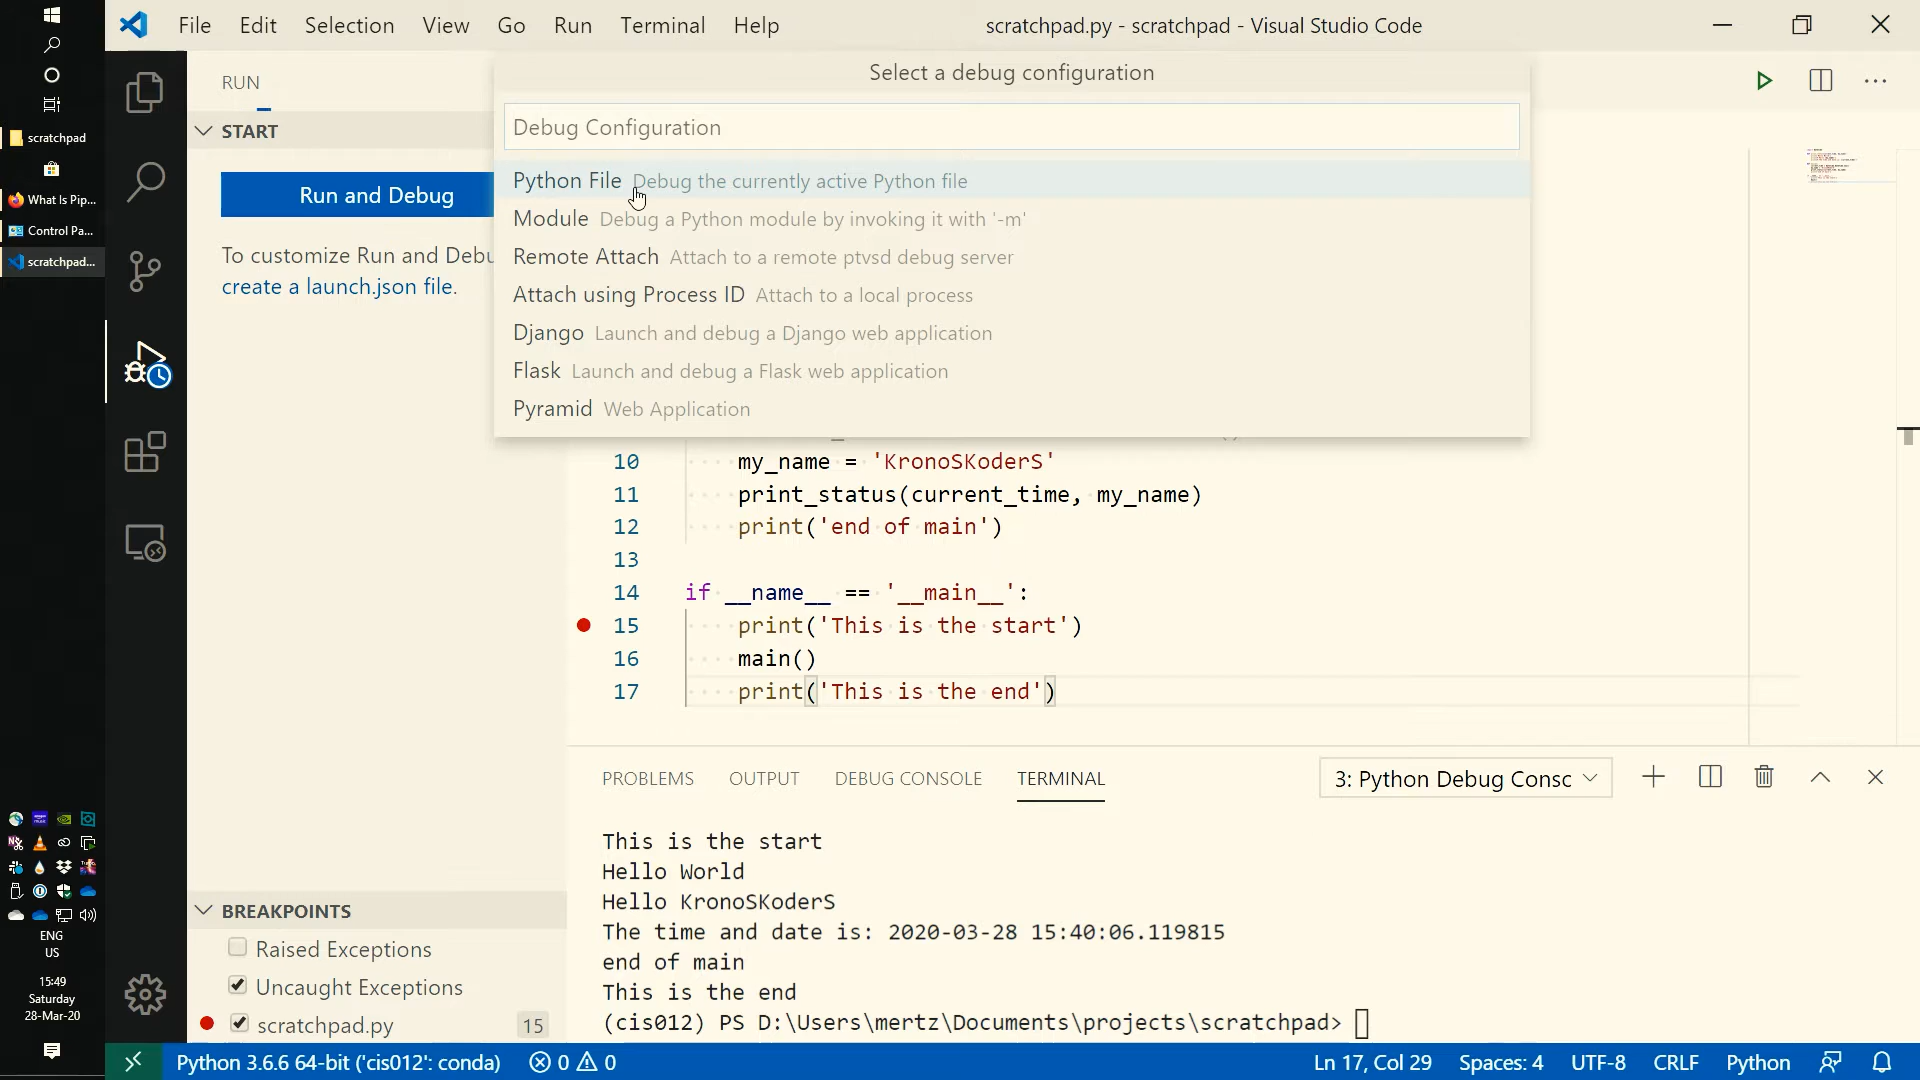 File Edit Selection View Go Run Terminal Help
scratchpad.py - scratchpad - Visual Studio Code
scratchpad
What Is Pip...
Control Pa...
scratchpad...
ENG
US
15:49
Saturday
28-Mar-20
RUN
START
Run and Debug
To customize Run and Debu
create a launch.json file.
Select a debug configuration
Debug Configuration
Python File Debug the currently active Python file
Module Debug a Python module by invoking it with '-m'
Remote Attach Attach to a remote ptvsd debug server
Attach using Process ID Attach to a local process
Django Launch and debug a Django web application
Flask Launch and debug a Flask web application
Pyramid Web Application
10 my_name = 'KronoSKoderS'
11 print_status(current_time, my_name)
12 print('end of main')
13
14 if __name__ == '__main__':
15 print('This is the start')
16 main()
17 print('This is the end')
PROBLEMS OUTPUT DEBUG CONSOLE TERMINAL
3: Python Debug Consc
This is the start
Hello World
Hello KronoSKoderS
The time and date is: 2020-03-28 15:40:06.119815
end of main
This is the end
(cis012) PS D:\Users\mertz\Documents\projects\scratchpad>
BREAKPOINTS
Raised Exceptions
Uncaught Exceptions
scratchpad.py 15
Python 3.6.6 64-bit ('cis012': conda) 0 0
Ln 17, Col 29 Spaces: 4 UTF-8 CRLF Python